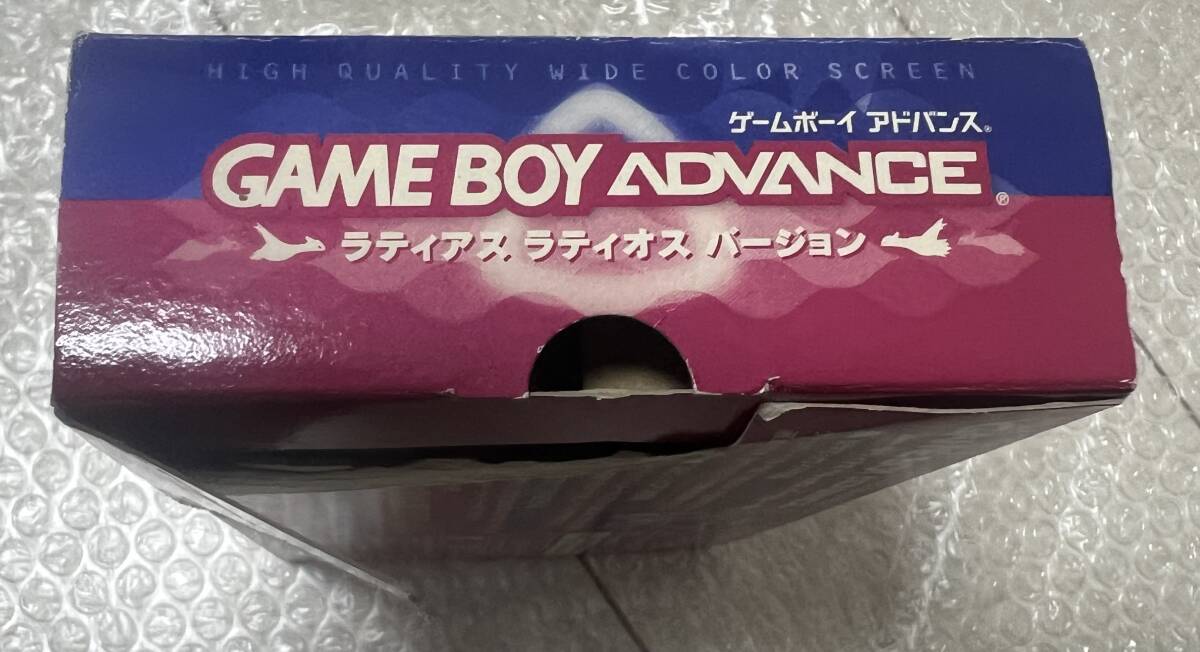 HIGH QUALITY WIDE COLOR SCREEN
ゲームボーイ アドバンス®
GAME BOY ADVANCE®
ラティアス ラティオス バージョン